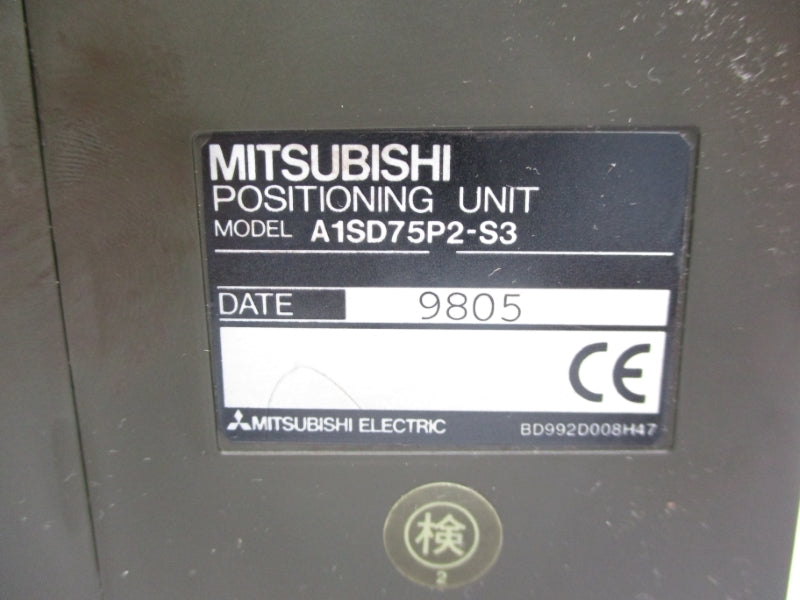 MITSUBISHI
POSITIONING UNIT
MODEL A1SD75P2-S3
DATE 9805
CE
MITSUBISHI ELECTRIC BD992D008H47
検
2